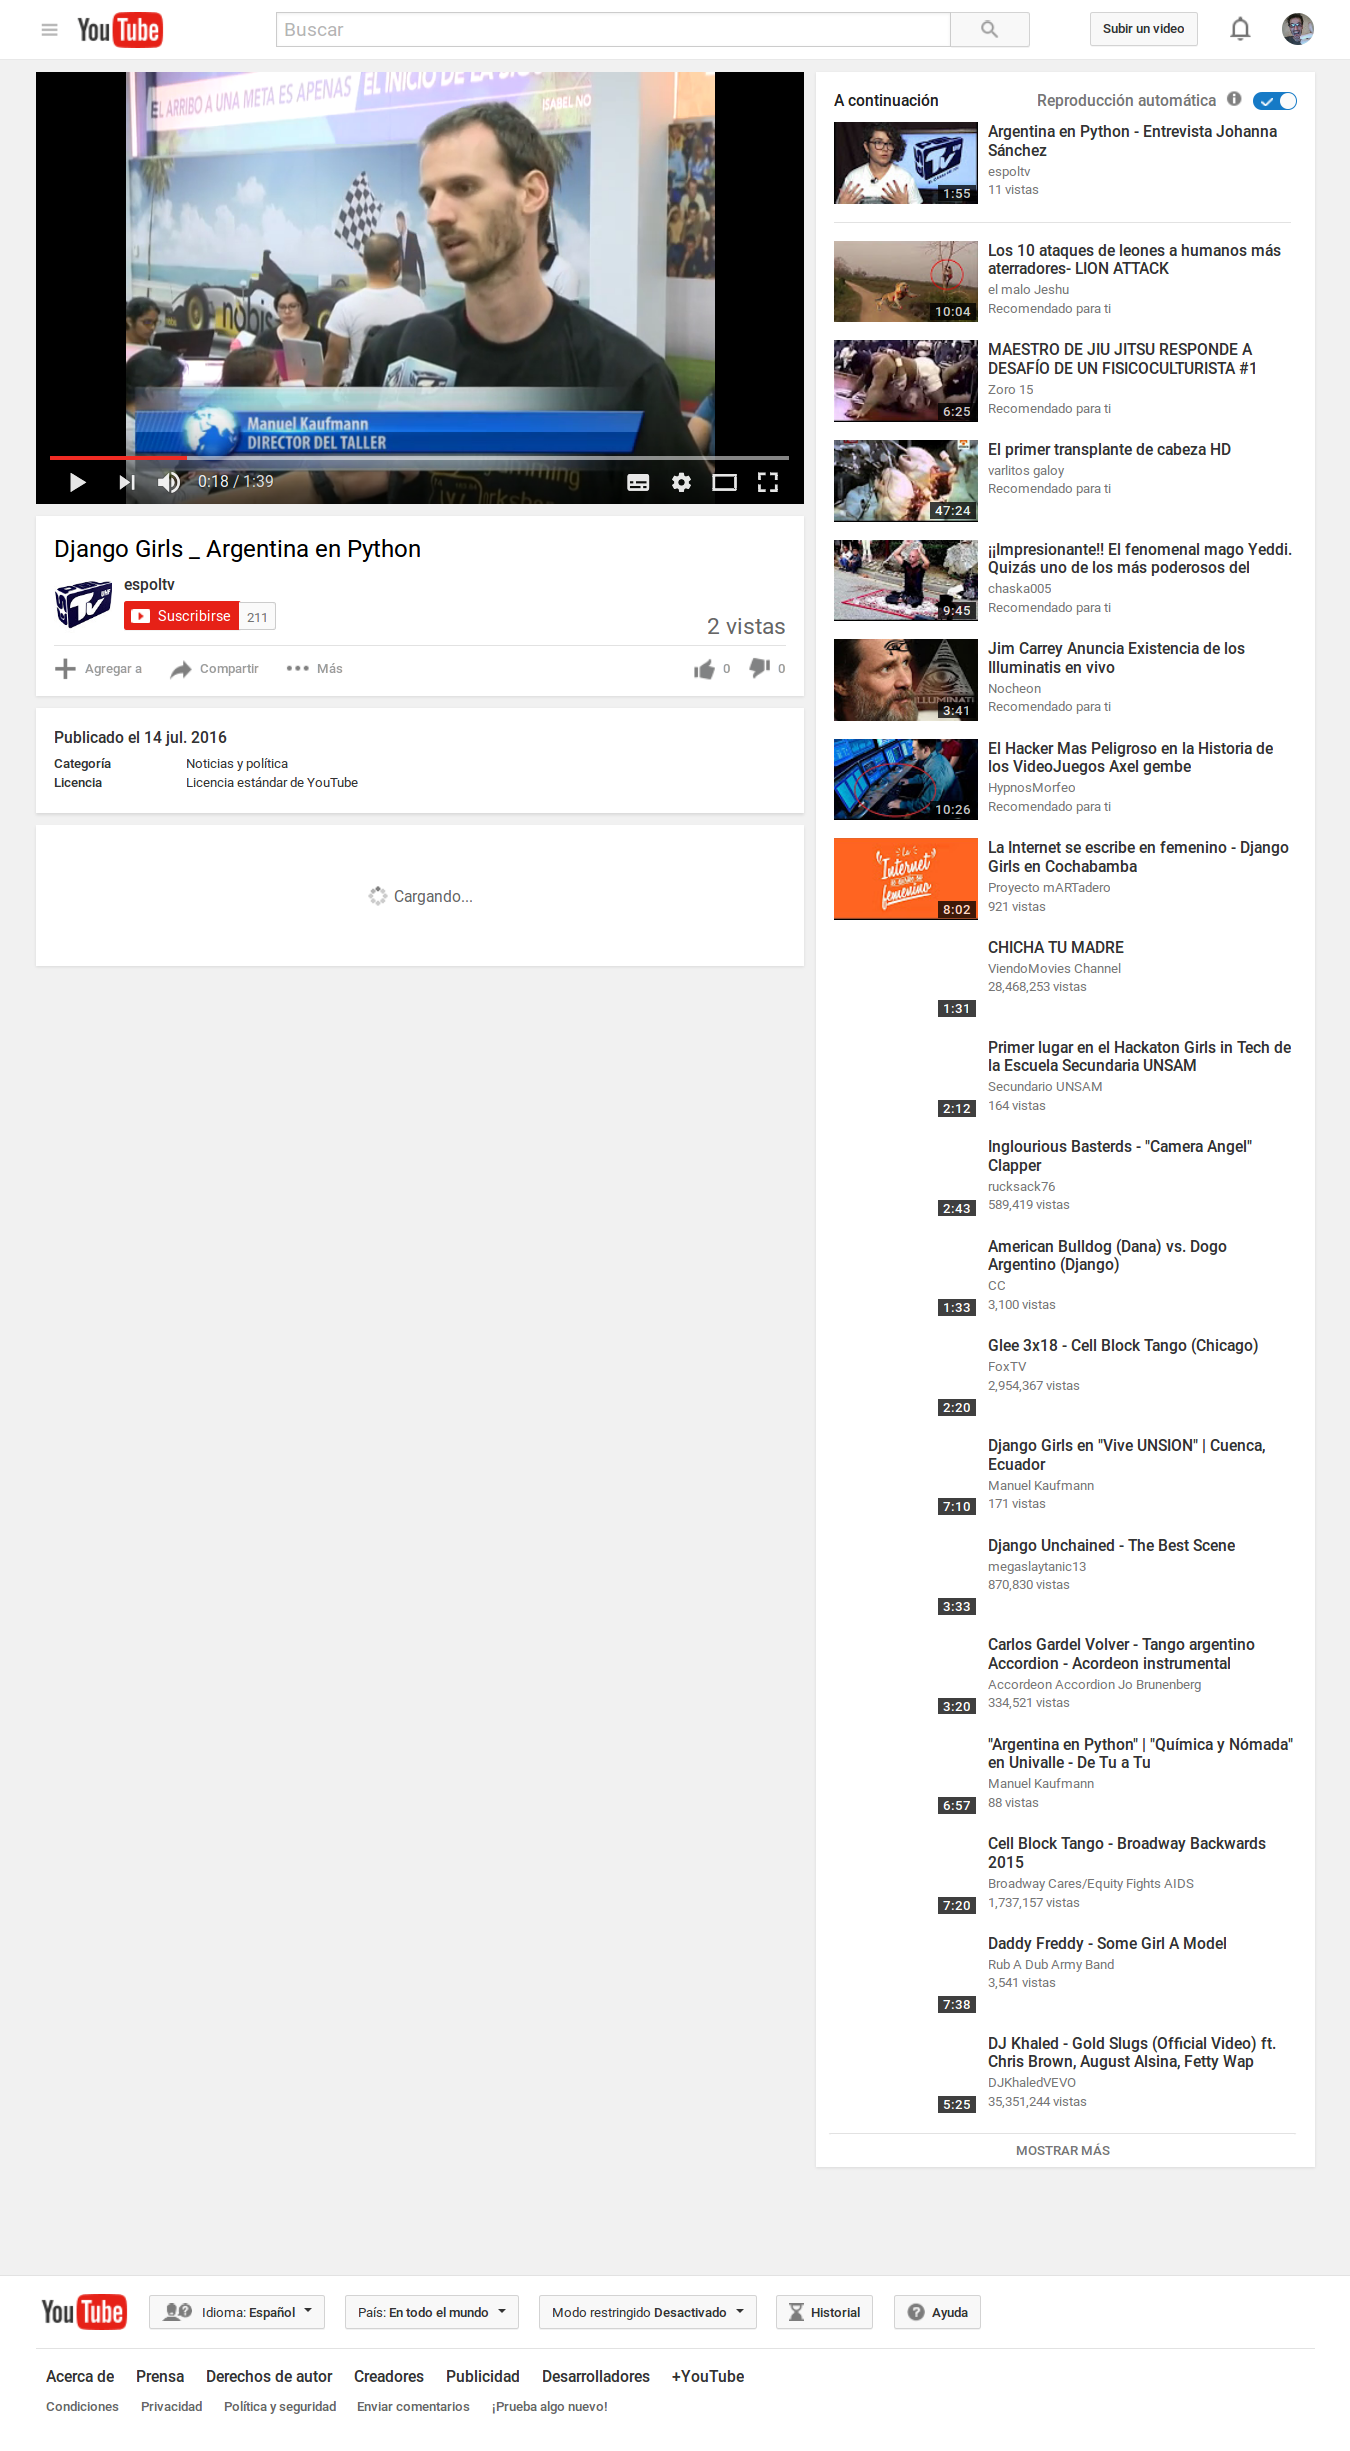 YouTube
Buscar
Subir un video
EL ARRIBO A UNA META ES APENAS EL INICIO DE LA
ISABEL.NO
nobis
Manuel Kaufmann
DIRECTOR DEL TALLER
0:18 / 1:39
Django Girls _ Argentina en Python
espoltv
Suscribirse 211
2 vistas
Agregar a Compartir Más 0 0
Publicado el 14 jul. 2016
Categoría Noticias y política
Licencia Licencia estándar de YouTube
Cargando...
A continuación Reproducción automática
Argentina en Python - Entrevista Johanna
Sánchez
espoltv
11 vistas
1:55
Los 10 ataques de leones a humanos más
aterradores- LION ATTACK
el malo Jeshu
Recomendado para ti
10:04
MAESTRO DE JIU JITSU RESPONDE A
DESAFÍO DE UN FISICOCULTURISTA #1
Zoro 15
Recomendado para ti
6:25
El primer transplante de cabeza HD
varlitos galoy
Recomendado para ti
47:24
¡¡Impresionante!! El fenomenal mago Yeddi.
Quizás uno de los más poderosos del
chaska005
Recomendado para ti
9:45
Jim Carrey Anuncia Existencia de los
Illuminatis en vivo
Nocheon
Recomendado para ti
ILLUMINATI
3:41
El Hacker Mas Peligroso en la Historia de
los VideoJuegos Axel gembe
HypnosMorfeo
Recomendado para ti
10:26
La Internet se escribe en femenino - Django
Girls en Cochabamba
Proyecto mARTadero
921 vistas
8:02
CHICHA TU MADRE
ViendoMovies Channel
28,468,253 vistas
1:31
Primer lugar en el Hackaton Girls in Tech de
la Escuela Secundaria UNSAM
Secundario UNSAM
164 vistas
2:12
Inglourious Basterds - "Camera Angel"
Clapper
rucksack76
589,419 vistas
2:43
American Bulldog (Dana) vs. Dogo
Argentino (Django)
CC
3,100 vistas
1:33
Glee 3x18 - Cell Block Tango (Chicago)
FoxTV
2,954,367 vistas
2:20
Django Girls en "Vive UNSION" | Cuenca,
Ecuador
Manuel Kaufmann
171 vistas
7:10
Django Unchained - The Best Scene
megaslaytanic13
870,830 vistas
3:33
Carlos Gardel Volver - Tango argentino
Accordion - Acordeon instrumental
Accordeon Accordion Jo Brunenberg
334,521 vistas
3:20
"Argentina en Python" | "Química y Nómada"
en Univalle - De Tu a Tu
Manuel Kaufmann
88 vistas
6:57
Cell Block Tango - Broadway Backwards
2015
Broadway Cares/Equity Fights AIDS
1,737,157 vistas
7:20
Daddy Freddy - Some Girl A Model
Rub A Dub Army Band
3,541 vistas
7:38
DJ Khaled - Gold Slugs (Official Video) ft.
Chris Brown, August Alsina, Fetty Wap
DJKhaledVEVO
35,351,244 vistas
5:25
MOSTRAR MÁS
YouTube Idioma: Español País: En todo el mundo Modo restringido Desactivado Historial Ayuda
Acerca de Prensa Derechos de autor Creadores Publicidad Desarrolladores +YouTube
Condiciones Privacidad Política y seguridad Enviar comentarios ¡Prueba algo nuevo!